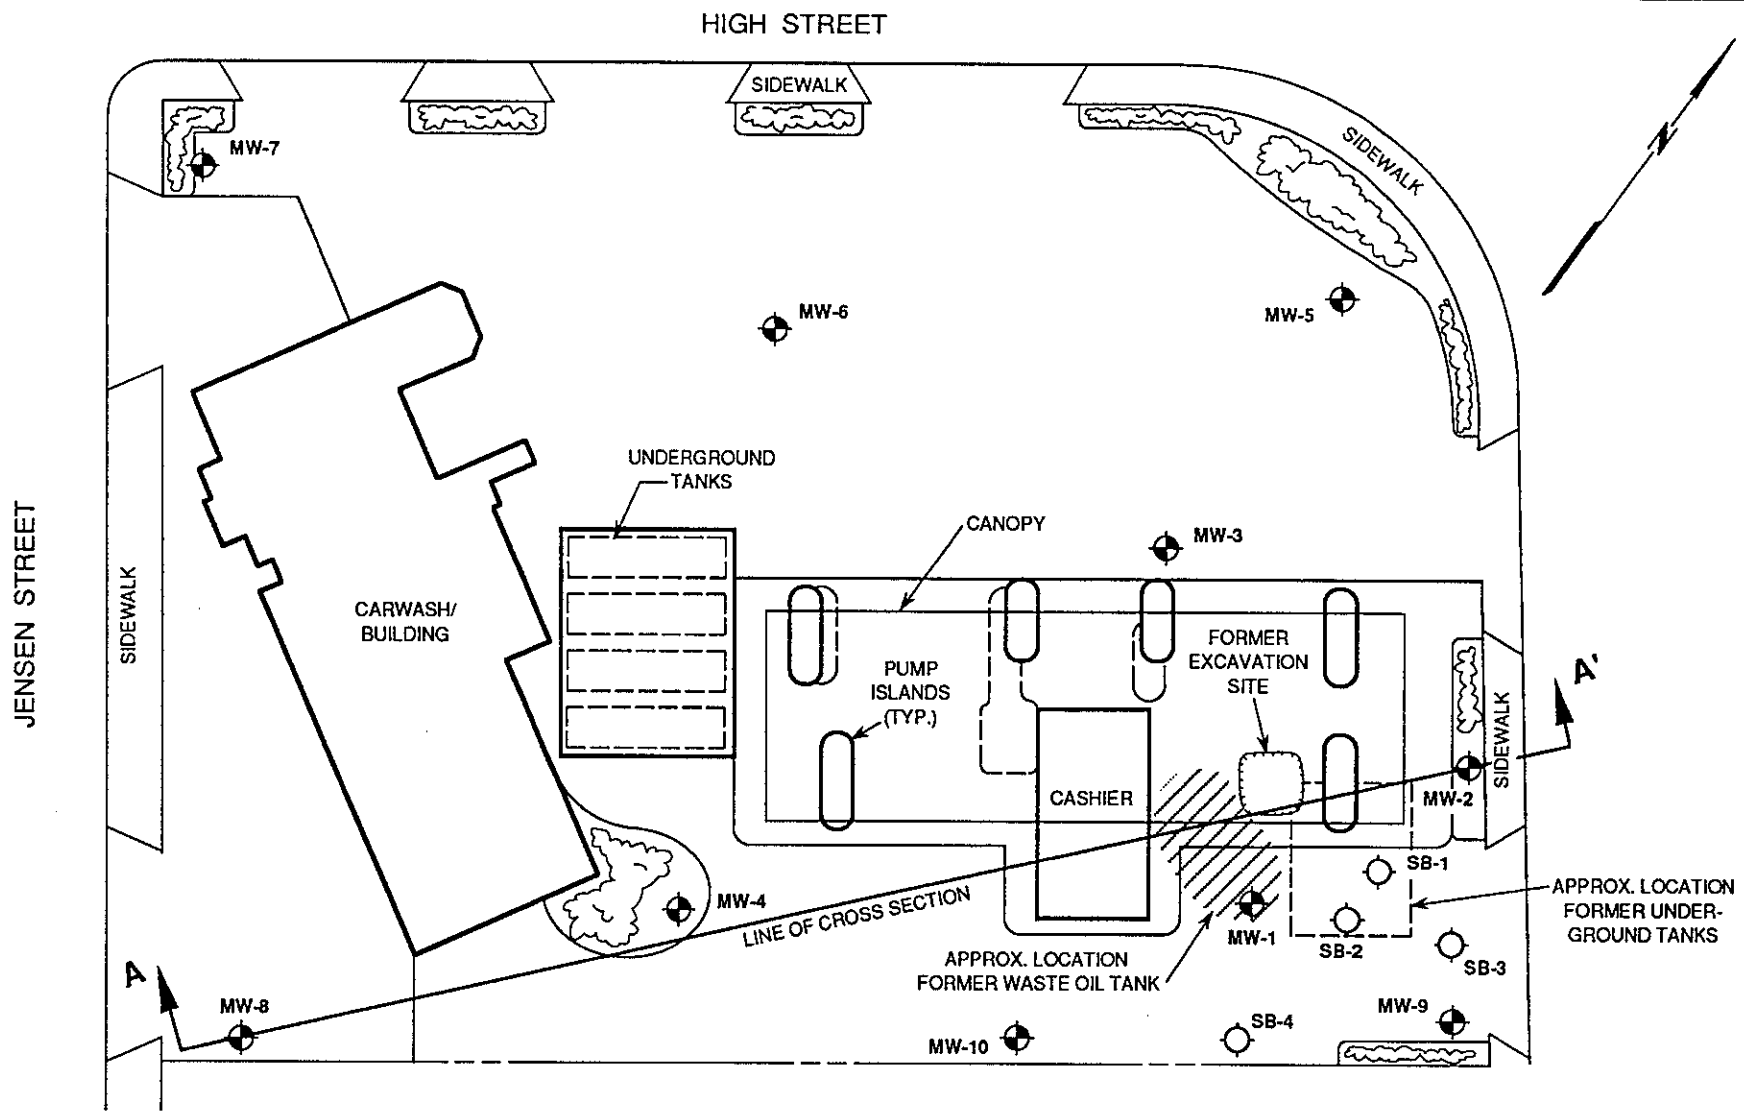 HIGH STREET
SIDEWALK
SIDEWALK
N
MW-7
MW-6
MW-5
UNDERGROUND
TANKS
CANOPY
MW-3
JENSEN STREET
SIDEWALK
CARWASH/
BUILDING
PUMP
ISLANDS
(TYP.)
FORMER
EXCAVATION
SITE
A'
SIDEWALK
CASHIER
MW-2
SB-1
MW-4
LINE OF CROSS SECTION
MW-1
SB-2
APPROX. LOCATION
FORMER UNDER-
GROUND TANKS
SB-3
APPROX. LOCATION
FORMER WASTE OIL TANK
A
MW-8
MW-10
SB-4
MW-9